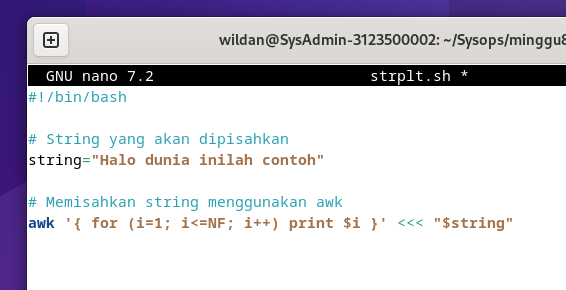 wildan@SysAdmin-3123500002: ~/Sysops/minggu8
GNU nano 7.2 strplt.sh *
#!/bin/bash
# String yang akan dipisahkan
string="Halo dunia inilah contoh"
# Memisahkan string menggunakan awk
awk '{ for (i=1; i<=NF; i++) print $i }' <<< "$string"